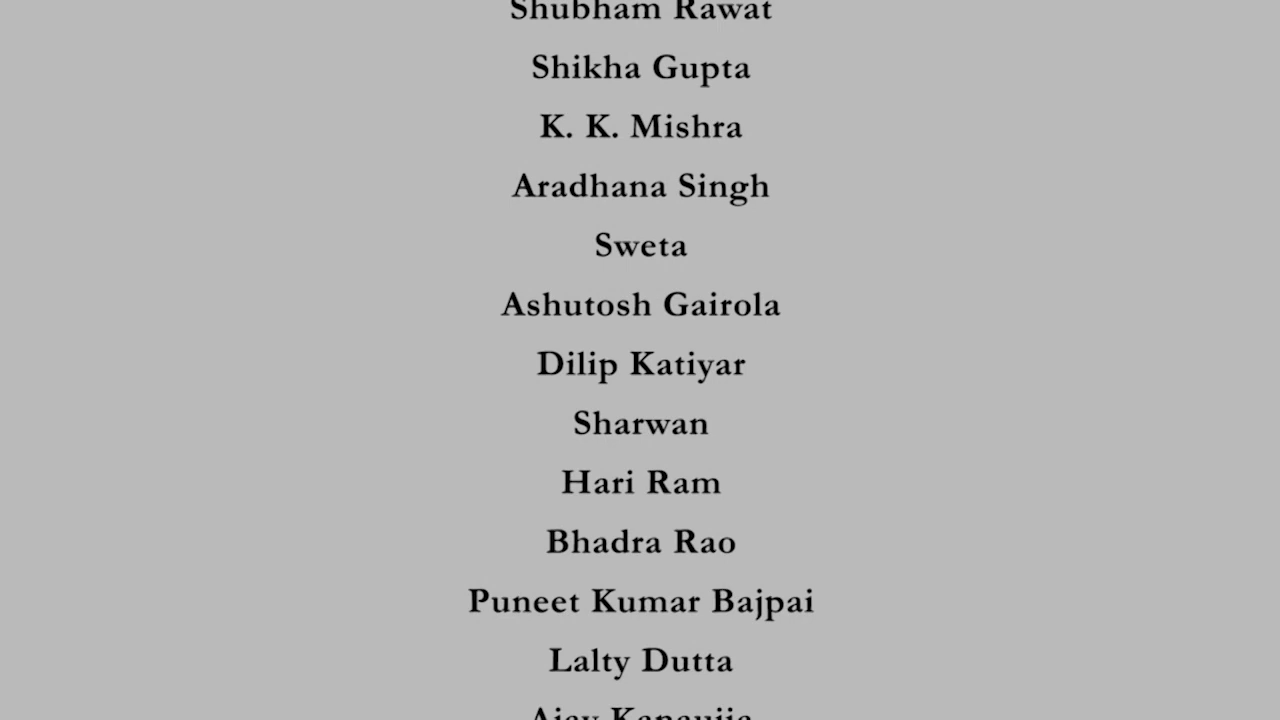 Shubham Rawat
Shikha Gupta
K. K. Mishra
Aradhana Singh
Sweta
Ashutosh Gairola
Dilip Katiyar
Sharwan
Hari Ram
Bhadra Rao
Puneet Kumar Bajpai
Lalty Dutta
Ajay